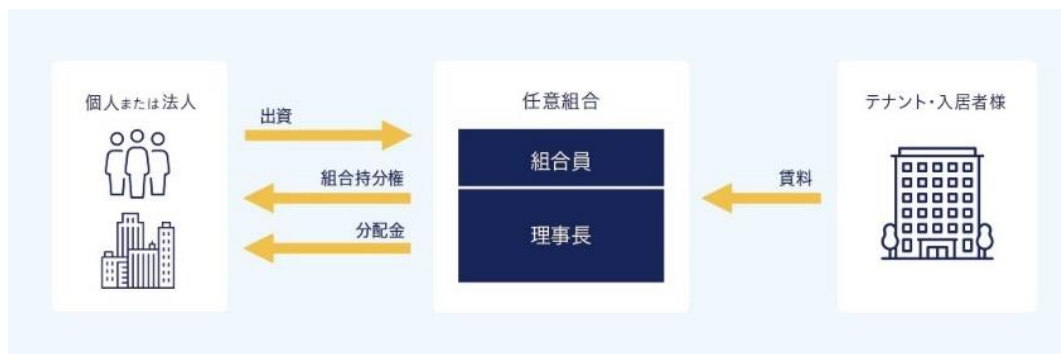 個人または法人
出資
組合持分権
分配金
任意組合
組合員
理事長
賃料
テナント・入居者様